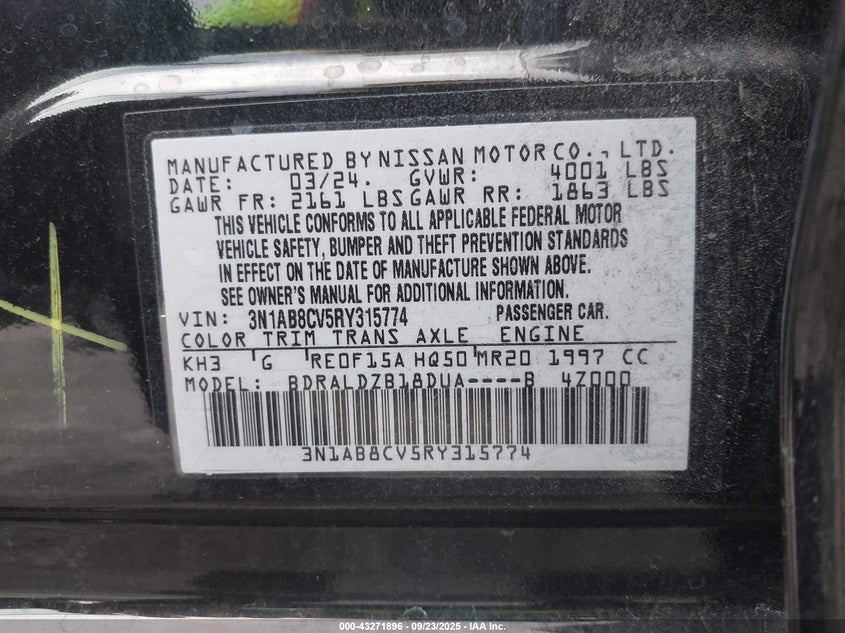 MANUFACTURED BY NISSAN MOTOR CO., LTD.
DATE: 03/24. GVWR: 4001 LBS
GAWR FR: 2161 LBS GAWR RR: 1863 LBS
THIS VEHICLE CONFORMS TO ALL APPLICABLE FEDERAL MOTOR
VEHICLE SAFETY, BUMPER AND THEFT PREVENTION STANDARDS
IN EFFECT ON THE DATE OF MANUFACTURE SHOWN ABOVE.
SEE OWNER'S MANUAL FOR ADDITIONAL INFORMATION.
VIN: 3N1AB8CV5RY315774 PASSENGER CAR.
COLOR TRIM TRANS AXLE ENGINE
KH3 G RE0F15A HQ50 MR20 1997 CC
MODEL: BDRALDZB18DUA----B 4Z000
3N1AB8CV5RY315774
000-43271896 - 09/23/2025 - IAA Inc.